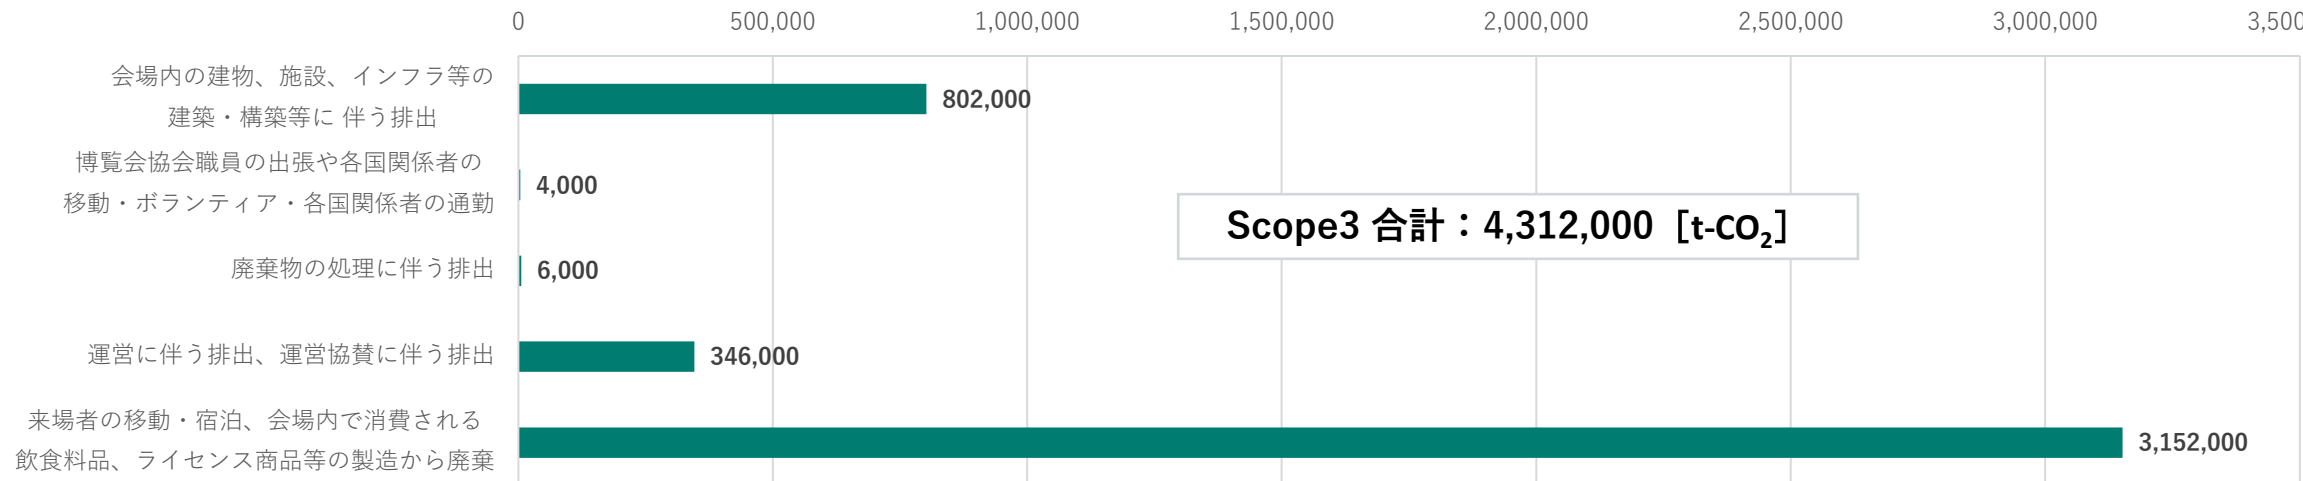 0 500,000 1,000,000 1,500,000 2,000,000 2,500,000 3,000,000 3,500
会場内の建物、施設、インフラ等の
建築・構築等に 伴う排出
802,000
博覧会協会職員の出張や各国関係者の
移動・ボランティア・各国関係者の通勤
4,000
Scope3 合計：4,312,000［t-CO₂］
廃棄物の処理に伴う排出
6,000
運営に伴う排出、運営協賛に伴う排出
346,000
来場者の移動・宿泊、会場内で消費される
飲食料品、ライセンス商品等の製造から廃棄
3,152,000